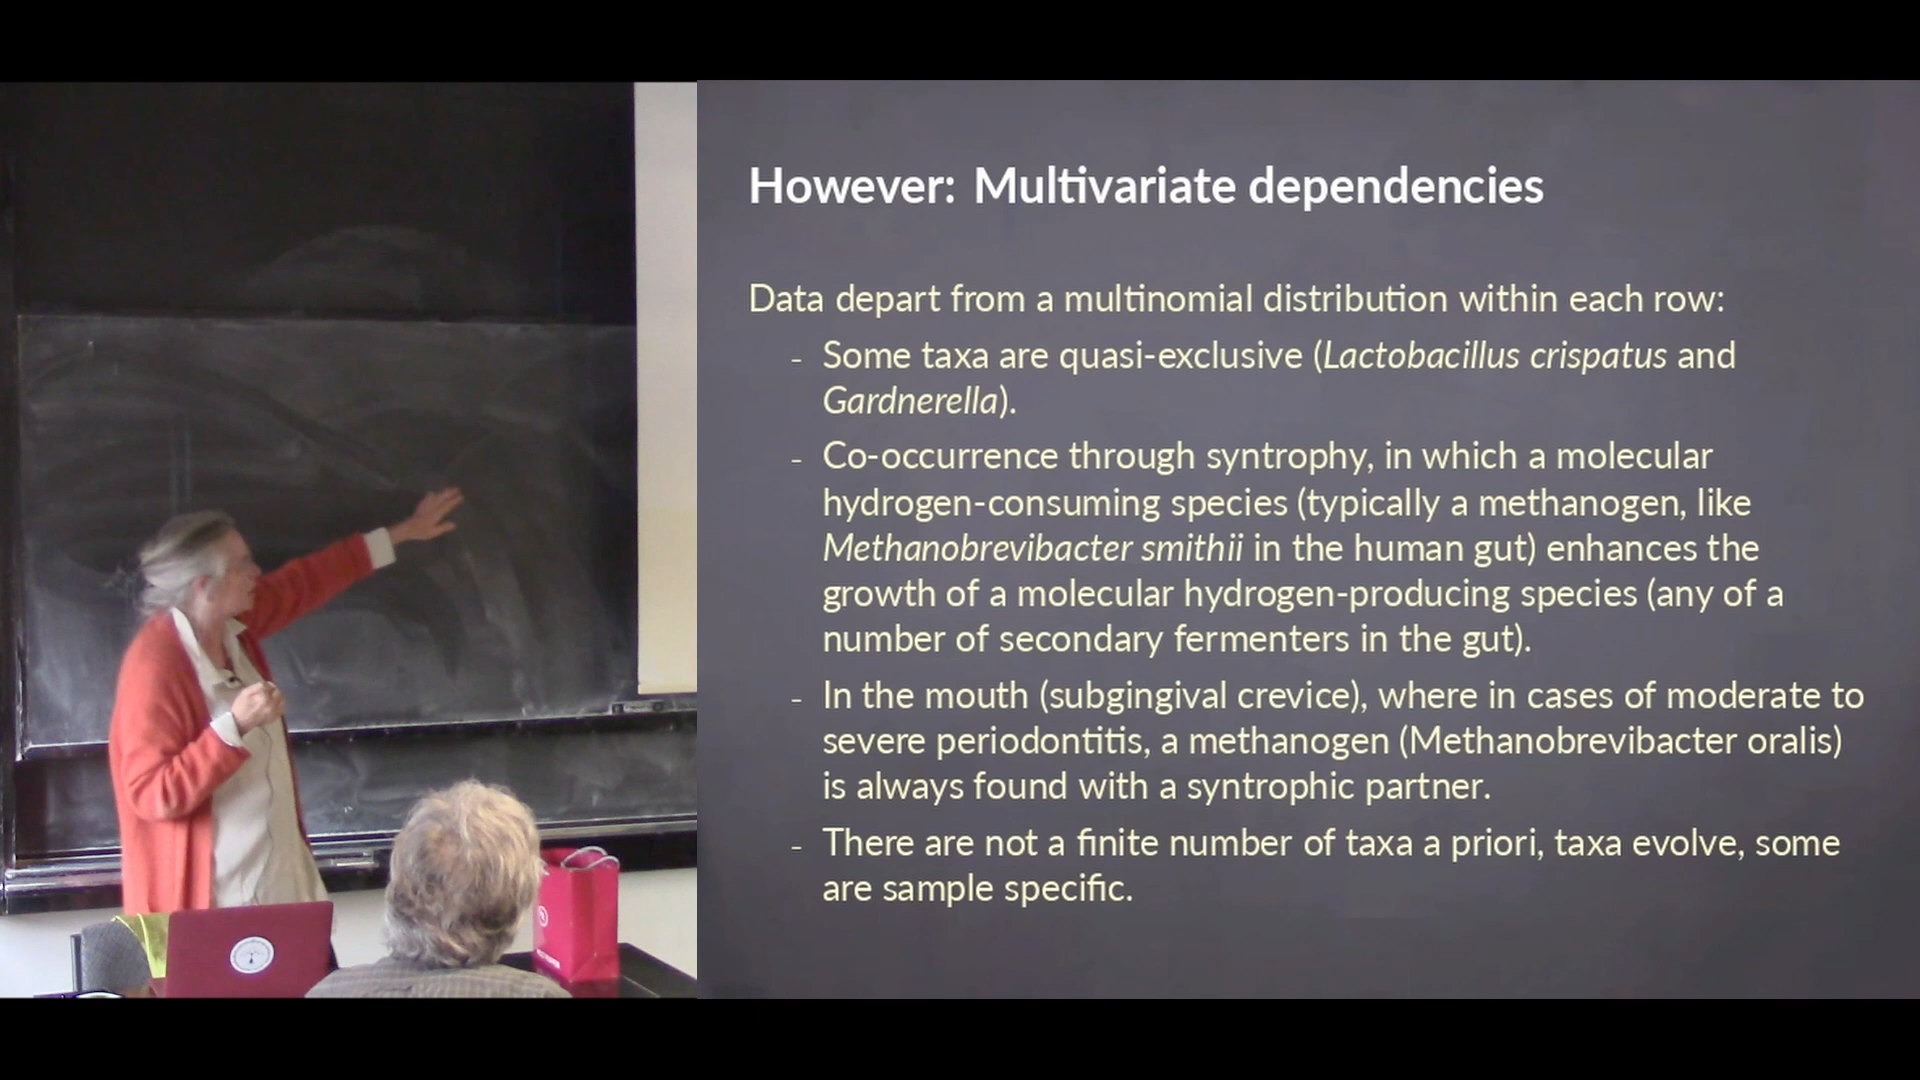 However: Multivariate dependencies
Data depart from a multinomial distribution within each row:
- Some taxa are quasi-exclusive (Lactobacillus crispatus and
Gardnerella).
- Co-occurrence through syntrophy, in which a molecular
hydrogen-consuming species (typically a methanogen, like
Methanobrevibacter smithii in the human gut) enhances the
growth of a molecular hydrogen-producing species (any of a
number of secondary fermenters in the gut).
- In the mouth (subgingival crevice), where in cases of moderate to
severe periodontitis, a methanogen (Methanobrevibacter oralis)
is always found with a syntrophic partner.
- There are not a finite number of taxa a priori, taxa evolve, some
are sample specific.